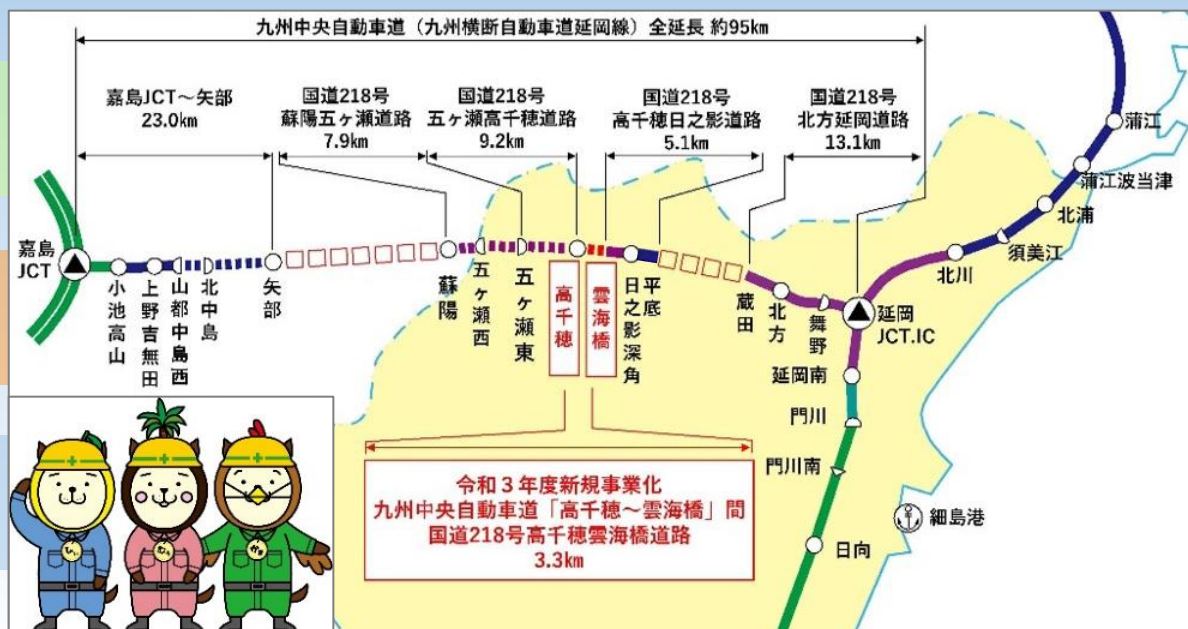 九州中央自動車道（九州横断自動車道延岡線）全延長 約95km
嘉島JCT～矢部
23.0km
国道218号
蘇陽五ヶ瀬道路
7.9km
国道218号
五ヶ瀬高千穂道路
9.2km
国道218号
高千穂日之影道路
5.1km
国道218号
北方延岡道路
13.1km
蒲江
蒲江波当津
北浦
須美江
北川
嘉島
JCT
小池高山
上野吉無田
山都中島西
北中島
矢部
蘇陽
五ヶ瀬西
五ヶ瀬東
高千穂
雲海橋
日之影深角
平底
蔵田
北方
舞野
延岡
JCT.IC
延岡南
門川
門川南
日向
細島港
令和３年度新規事業化
九州中央自動車道「高千穂～雲海橋」間
国道218号高千穂雲海橋道路
3.3km
ひぃ
むぅ
かぁ